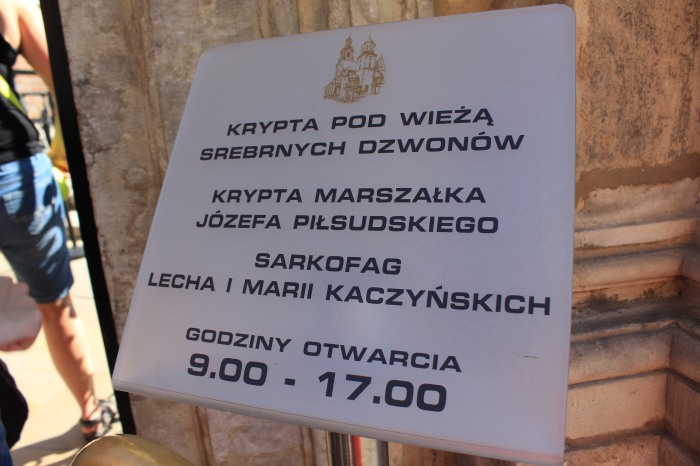 KRYPTA POD WIEŻĄ
SREBRNYCH DZWONÓW
KRYPTA MARSZAŁKA
JÓZEFA PIŁSUDSKIEGO
SARKOFAG
LECHA I MARII KACZYŃSKICH
GODZINY OTWARCIA
9.00 - 17.00